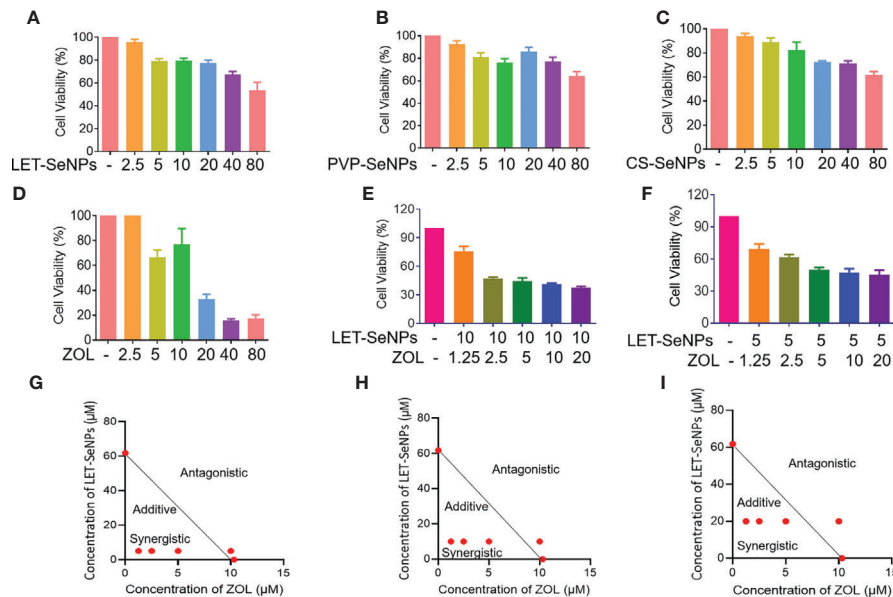 A
Cell Viability (%)
100
80
60
40
20
0
LET-SeNPs - 2.5 5 10 20 40 80
B
Cell Viability (%)
100
80
60
40
20
0
PVP-SeNPs - 2.5 5 10 20 40 80
C
Cell Viability (%)
100
80
60
40
20
0
CS-SeNPs - 2.5 5 10 20 40 80
D
Cell Viability (%)
100
80
60
40
20
0
ZOL - 2.5 5 10 20 40 80
E
Cell Viability (%)
120
90
60
30
0
LET-SeNPs - 10 10 10 10 10
ZOL - 1.25 2.5 5 10 20
F
Cell Viability (%)
120
90
60
30
0
LET-SeNPs - 5 5 5 5 5
ZOL - 1.25 2.5 5 10 20
G
Concentration of LET-SeNPs (μM)
80
60
40
20
0
Antagonistic
Additive
Synergistic
0 5 10 15
Concentration of ZOL (μM)
H
Concentration of LET-SeNPs (μM)
80
60
40
20
0
Antagonistic
Additive
Synergistic
0 5 10 15
Concentration of ZOL (μM)
I
Concentration of LET-SeNPs (μM)
80
60
40
20
0
Antagonistic
Additive
Synergistic
0 5 10 15
Concentration of ZOL (μM)